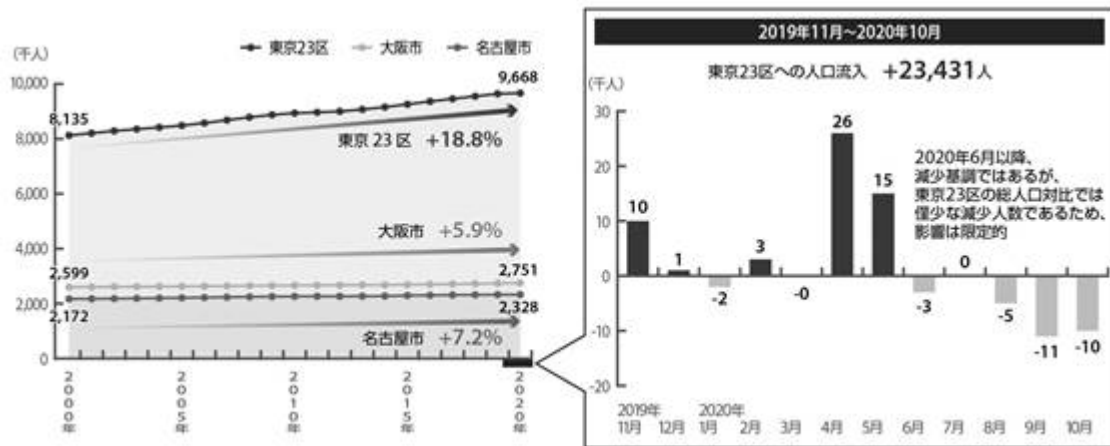 (千人)
東京23区 大阪市 名古屋市
10,000
8,000
6,000
4,000
2,000
0
8,135
9,668
東京23区 +18.8%
大阪市 +5.9%
2,599
2,751
2,172
2,328
名古屋市 +7.2%
2000年
2005年
2010年
2015年
2020年
2019年11月~2020年10月
東京23区への人口流入 +23,431人
(千人)
30
20
10
0
-10
-20
10
1
-2
3
-0
26
15
-3
0
-5
-11
-10
2020年6月以降、
減少基調ではあるが、
東京23区の総人口対比では
僅少な減少人数であるため、
影響は限定的
2019年 2020年
11月 12月 1月 2月 3月 4月 5月 6月 7月 8月 9月 10月